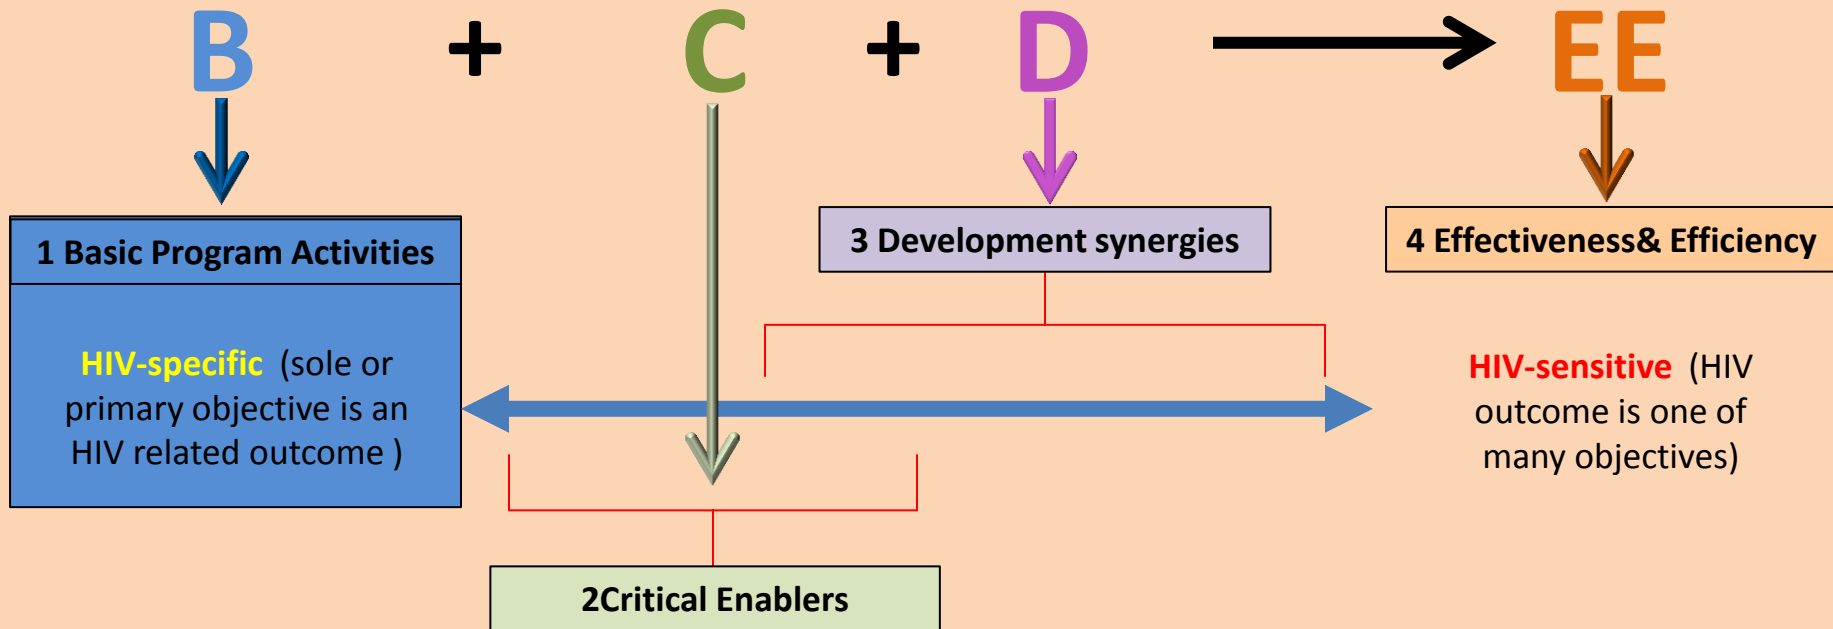 B + C + D EE
1 Basic Program Activities
HIV-specific (sole or
primary objective is an
HIV related outcome )
3 Development synergies
4 Effectiveness& Efficiency
HIV-sensitive (HIV
outcome is one of
many objectives)
2Critical Enablers